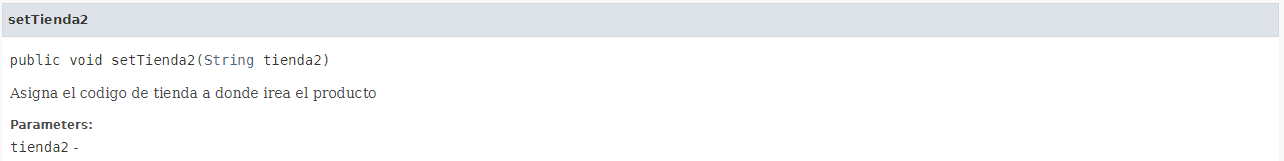 setTienda2
public void setTienda2(String tienda2)
Asigna el codigo de tienda a donde irea el producto
Parameters:
tienda2 -